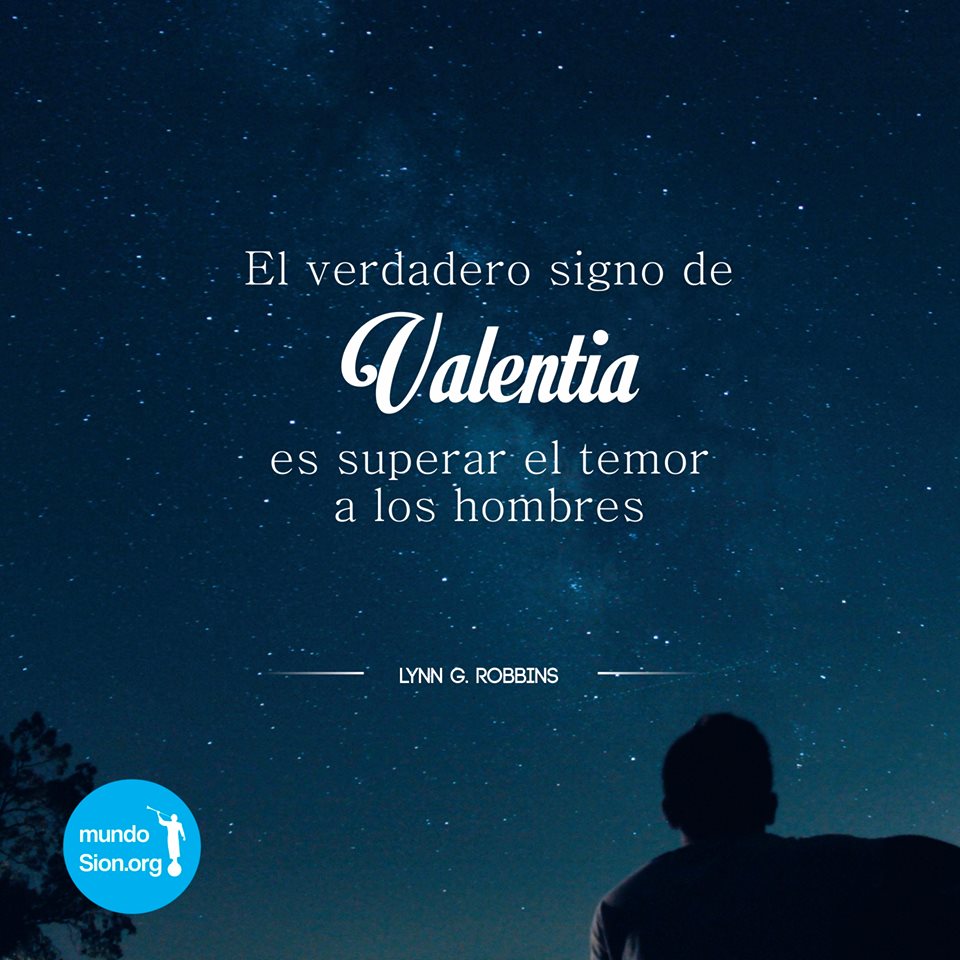 El verdadero signo de
Valentia
es superar el temor
a los hombres
LYNN G. ROBBINS
mundo
Sion.org